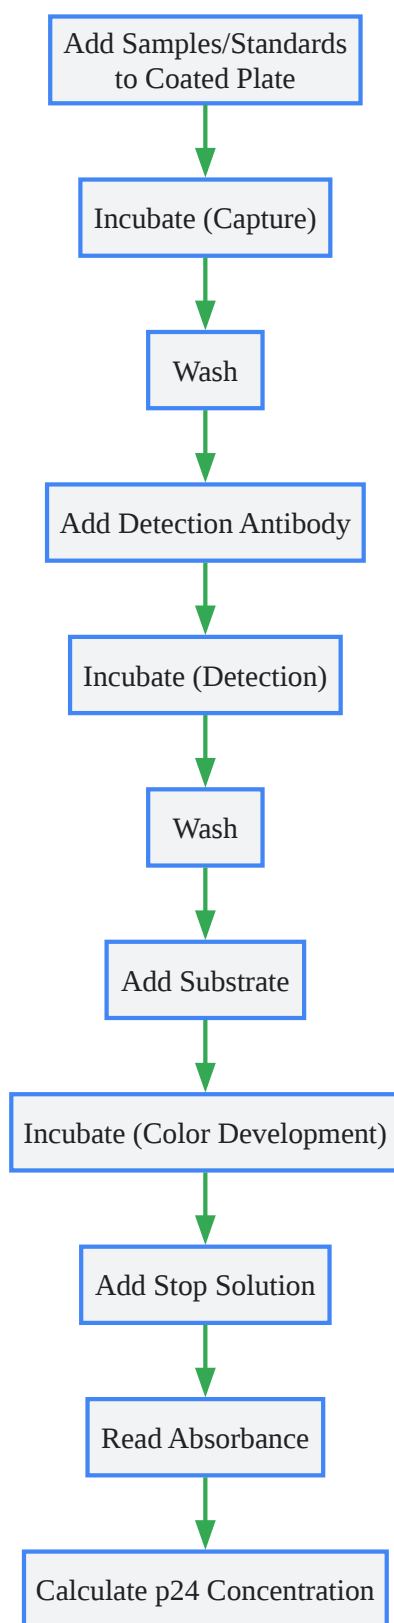 Add Samples/Standards
to Coated Plate
Incubate (Capture)
Wash
Add Detection Antibody
Incubate (Detection)
Wash
Add Substrate
Incubate (Color Development)
Add Stop Solution
Read Absorbance
Calculate p24 Concentration